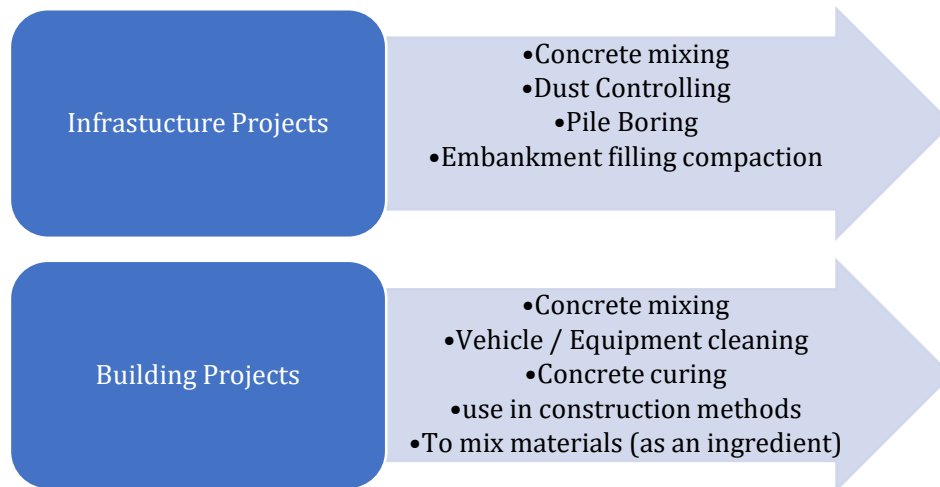 Infrastucture Projects
•Concrete mixing
•Dust Controlling
•Pile Boring
•Embankment filling compaction
Building Projects
•Concrete mixing
•Vehicle / Equipment cleaning
•Concrete curing
•use in construction methods
•To mix materials (as an ingredient)